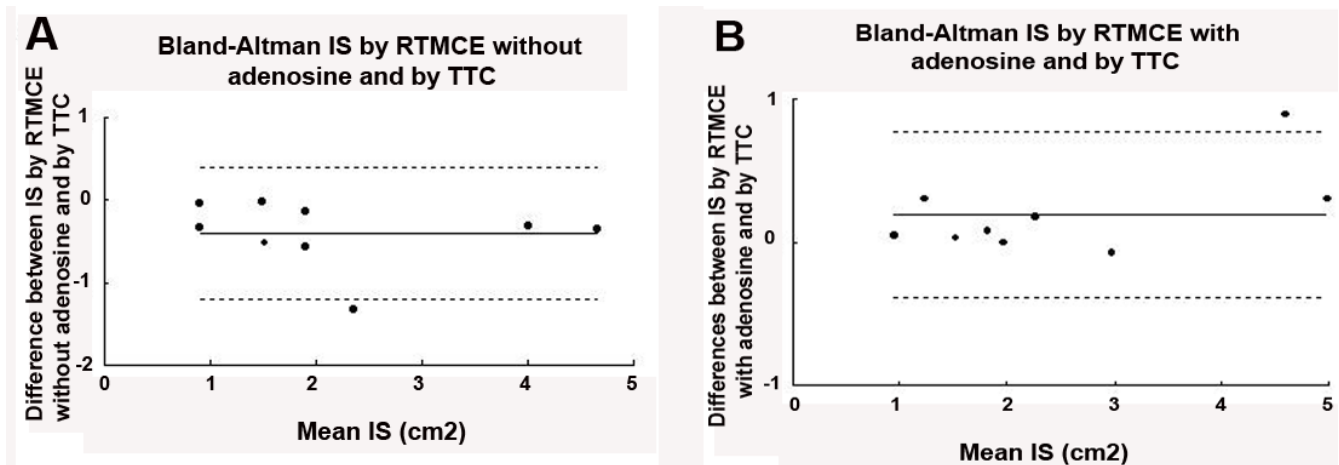 A
Bland-Altman IS by RTMCE without
adenosine and by TTC
Difference between IS by RTMCE
without adenosine and by TTC
1
0
-1
-2
0 1 2 3 4 5
Mean IS (cm2)
B
Bland-Altman IS by RTMCE with
adenosine and by TTC
Differences between IS by RTMCE
with adenosine and by TTC
1
0
-1
0 1 2 3 4 5
Mean IS (cm2)